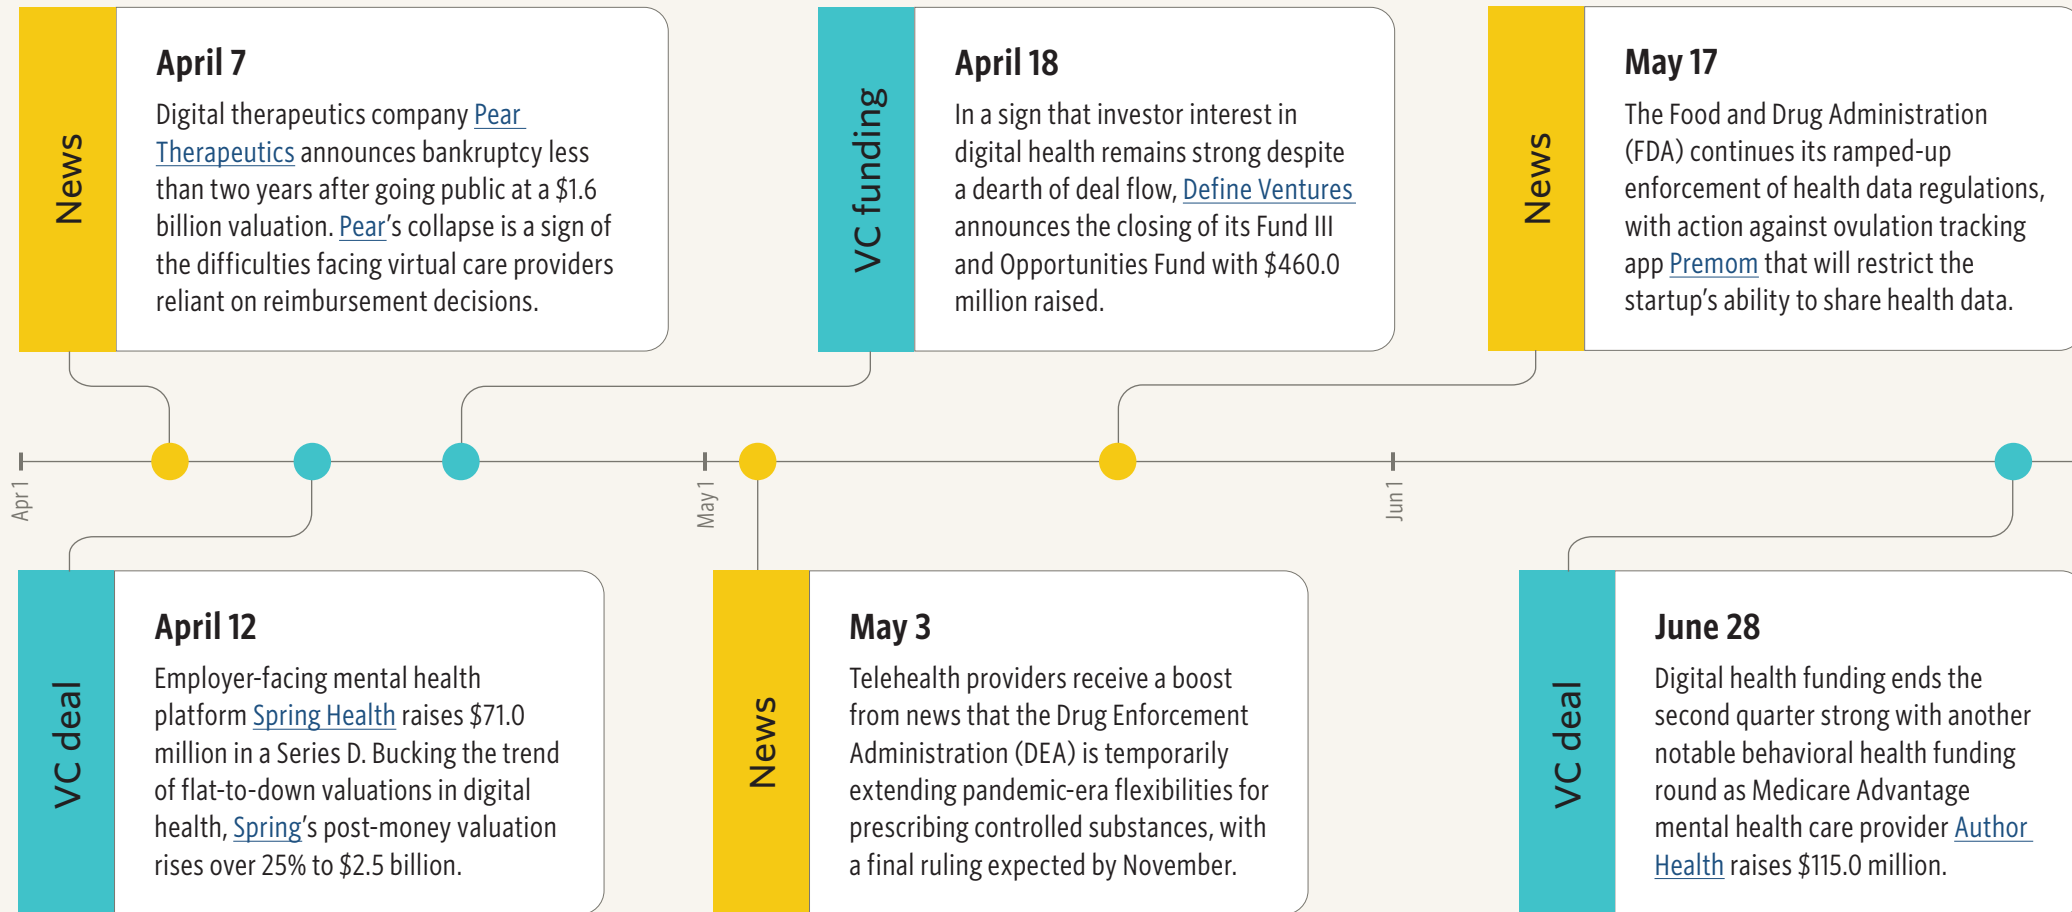 News
April 7
Digital therapeutics company Pear
Therapeutics announces bankruptcy less
than two years after going public at a $1.6
billion valuation. Pear's collapse is a sign of
the difficulties facing virtual care providers
reliant on reimbursement decisions.
VC funding
April 18
In a sign that investor interest in
digital health remains strong despite
a dearth of deal flow, Define Ventures
announces the closing of its Fund III
and Opportunities Fund with $460.0
million raised.
News
May 17
The Food and Drug Administration
(FDA) continues its ramped-up
enforcement of health data regulations,
with action against ovulation tracking
app Premom that will restrict the
startup's ability to share health data.
Apr 1
May 1
Jun 1
VC deal
April 12
Employer-facing mental health
platform Spring Health raises $71.0
million in a Series D. Bucking the trend
of flat-to-down valuations in digital
health, Spring's post-money valuation
rises over 25% to $2.5 billion.
News
May 3
Telehealth providers receive a boost
from news that the Drug Enforcement
Administration (DEA) is temporarily
extending pandemic-era flexibilities for
prescribing controlled substances, with
a final ruling expected by November.
VC deal
June 28
Digital health funding ends the
second quarter strong with another
notable behavioral health funding
round as Medicare Advantage
mental health care provider Author
Health raises $115.0 million.